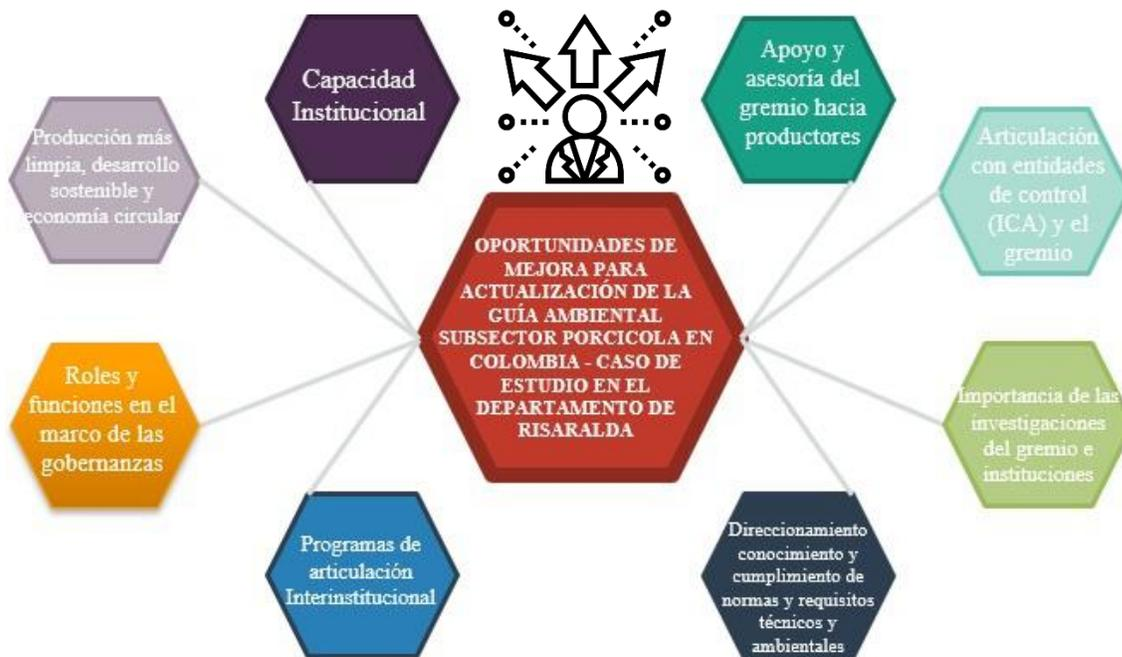 Capacidad
Institucional
Apoyo y
asesoría del
gremio hacia
productores
Producción más
limpia, desarrollo
sostenible y
economía circular
Articulación
con entidades
de control
(ICA) y el
gremio
OPORTUNIDADES DE
MEJORA PARA
ACTUALIZACIÓN DE LA
GUÍA AMBIENTAL
SUBSECTOR PORCICOLA EN
COLOMBIA - CASO DE
ESTUDIO EN EL
DEPARTAMENTO DE
RISARALDA
Roles y
funciones en el
marco de las
gobernanzas
Importancia de las
investigaciones
del gremio e
instituciones
Programas de
articulación
Interinstitucional
Direccionamiento
conocimiento y
cumplimiento de
normas y requisitos
técnicos y
ambientales